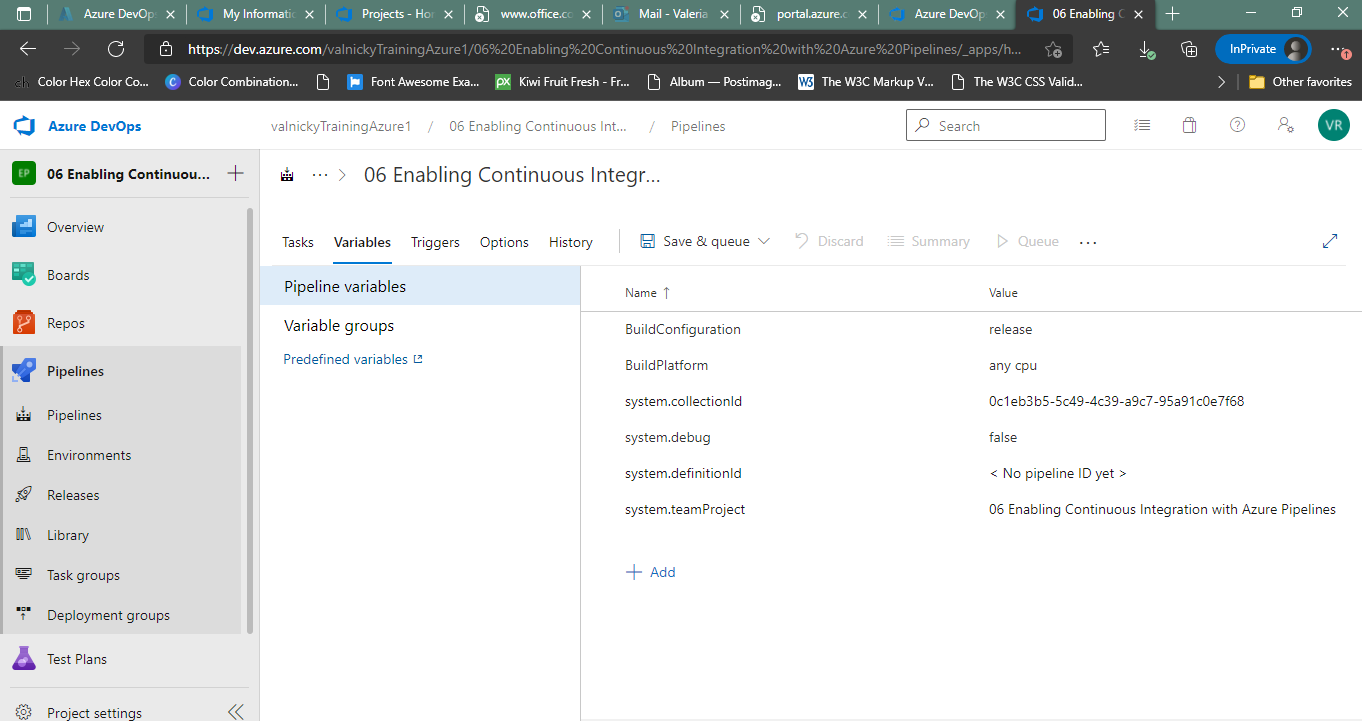 Azure DevOp
My Informatic
Projects - Hor
www.office.co
Mail - Valeria
portal.azure.c
Azure DevOp
06 Enabling C
https://dev.azure.com/valnickyTrainingAzure1/06%20Enabling%20Continuous%20Integration%20with%20Azure%20Pipelines/_apps/h...
InPrivate
ch Color Hex Color Co...
C Color Combination...
Font Awesome Exa...
px Kiwi Fruit Fresh - Fr...
Album — Postimag...
W3 The W3C Markup V...
The W3C CSS Valid...
Other favorites
Azure DevOps
valnickyTrainingAzure1 / 06 Enabling Continuous Int... / Pipelines
Search
VR
EP 06 Enabling Continuou...
Overview
Boards
Repos
Pipelines
Pipelines
Environments
Releases
Library
Task groups
Deployment groups
Test Plans
Project settings
··· > 06 Enabling Continuous Integr...
Tasks Variables Triggers Options History
Save & queue Discard Summary Queue ...
Pipeline variables
Variable groups
Predefined variables
Name ↑ Value
BuildConfiguration release
BuildPlatform any cpu
system.collectionId 0c1eb3b5-5c49-4c39-a9c7-95a91c0e7f68
system.debug false
system.definitionId < No pipeline ID yet >
system.teamProject 06 Enabling Continuous Integration with Azure Pipelines
+ Add